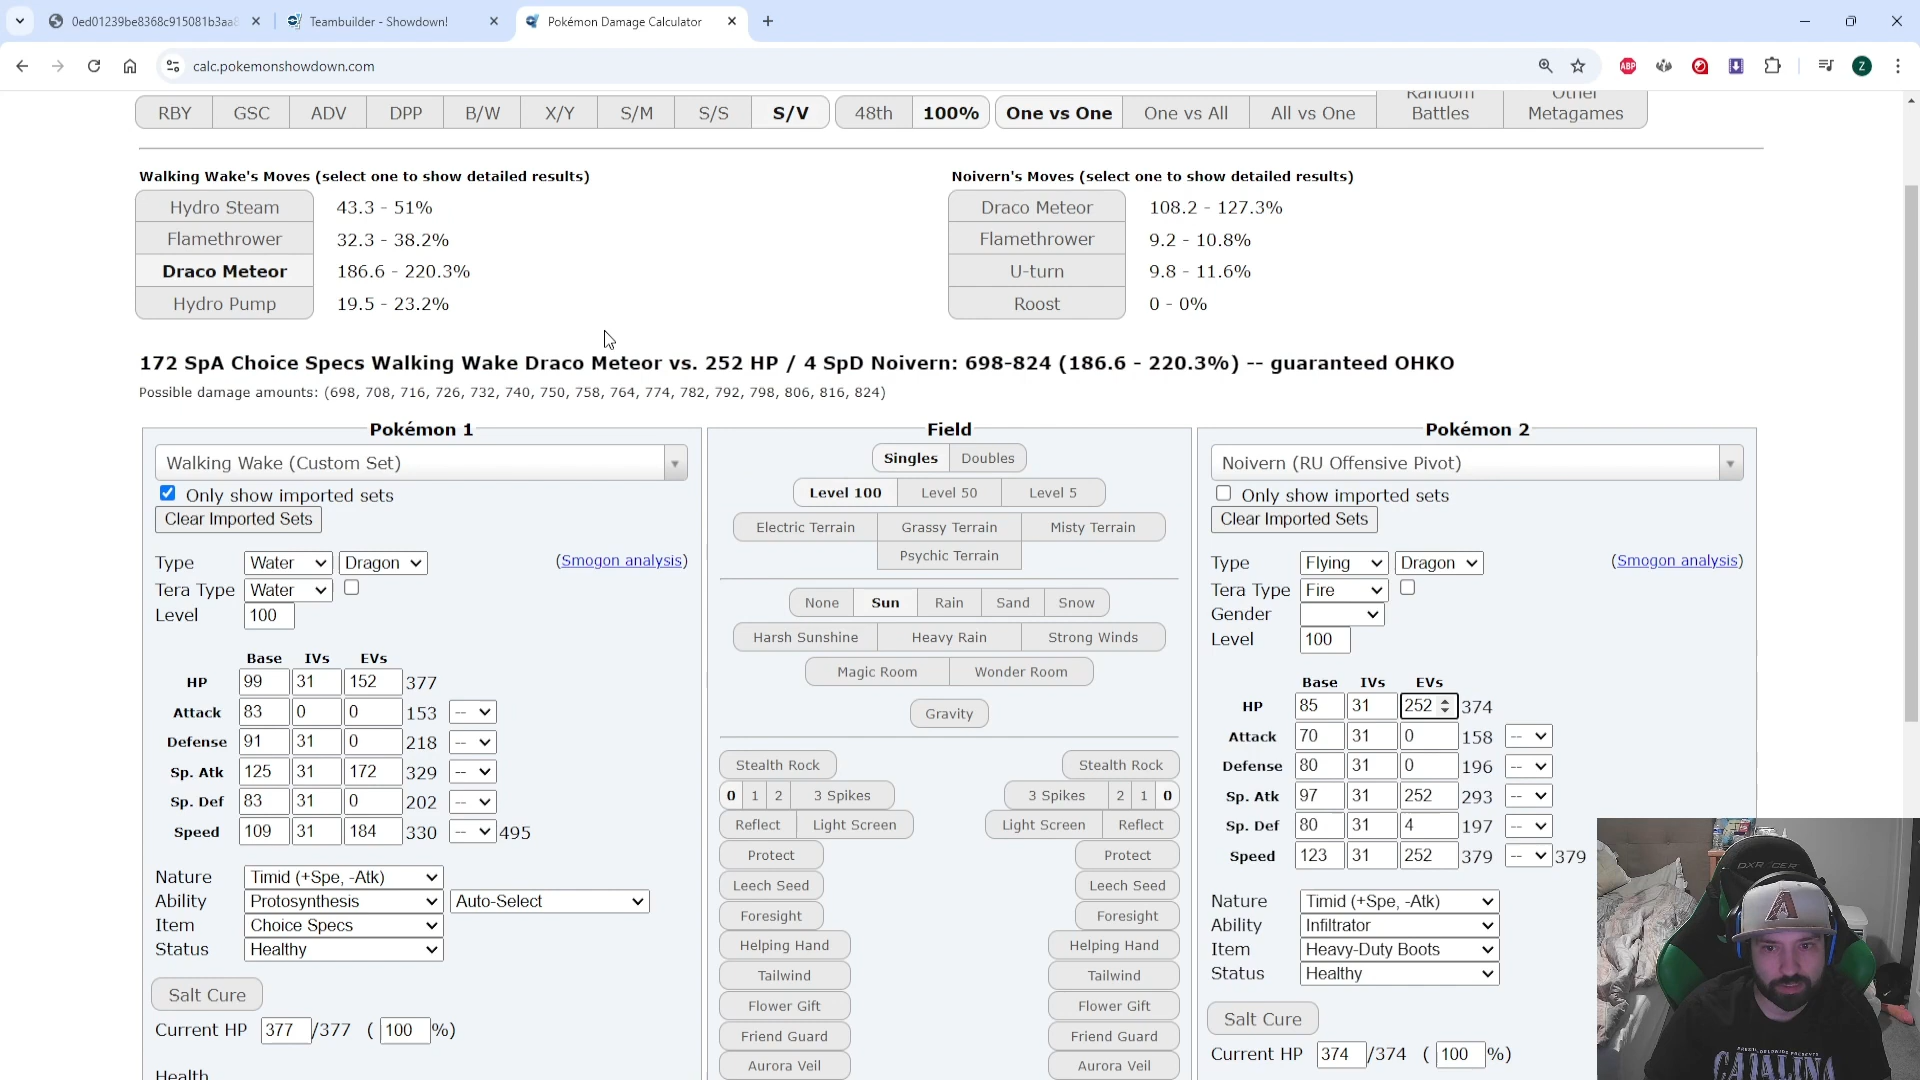 0ed01239be8368c915081b3aa8
Teambuilder - Showdown!
Pokémon Damage Calculator
calc.pokemonshowdown.com
ABP
Z
RBY GSC ADV DPP B/W X/Y S/M S/S S/V 48th 100% One vs One One vs All All vs One Random Battles Other Metagames
Walking Wake's Moves (select one to show detailed results)
Hydro Steam 43.3 - 51%
Flamethrower 32.3 - 38.2%
Draco Meteor 186.6 - 220.3%
Hydro Pump 19.5 - 23.2%
Noivern's Moves (select one to show detailed results)
Draco Meteor 108.2 - 127.3%
Flamethrower 9.2 - 10.8%
U-turn 9.8 - 11.6%
Roost 0 - 0%
172 SpA Choice Specs Walking Wake Draco Meteor vs. 252 HP / 4 SpD Noivern: 698-824 (186.6 - 220.3%) -- guaranteed OHKO
Possible damage amounts: (698, 708, 716, 726, 732, 740, 750, 758, 764, 774, 782, 792, 798, 806, 816, 824)
Pokémon 1
Walking Wake (Custom Set)
Only show imported sets
Clear Imported Sets
Type Water Dragon (Smogon analysis)
Tera Type Water
Level 100
Base IVs EVs
HP 99 31 152 377
Attack 83 0 0 153 --
Defense 91 31 0 218 --
Sp. Atk 125 31 172 329 --
Sp. Def 83 31 0 202 --
Speed 109 31 184 330 -- 495
Nature Timid (+Spe, -Atk)
Ability Protosynthesis Auto-Select
Item Choice Specs
Status Healthy
Salt Cure
Current HP 377 /377 ( 100 %)
Health
Field
Singles Doubles
Level 100 Level 50 Level 5
Electric Terrain Grassy Terrain Misty Terrain
Psychic Terrain
None Sun Rain Sand Snow
Harsh Sunshine Heavy Rain Strong Winds
Magic Room Wonder Room
Gravity
Stealth Rock Stealth Rock
0 1 2 3 Spikes 3 Spikes 2 1 0
Reflect Light Screen Light Screen Reflect
Protect Protect
Leech Seed Leech Seed
Foresight Foresight
Helping Hand Helping Hand
Tailwind Tailwind
Flower Gift Flower Gift
Friend Guard Friend Guard
Aurora Veil Aurora Veil
Pokémon 2
Noivern (RU Offensive Pivot)
Only show imported sets
Clear Imported Sets
Type Flying Dragon (Smogon analysis)
Tera Type Fire
Gender
Level 100
Base IVs EVs
HP 85 31 252 374
Attack 70 31 0 158 --
Defense 80 31 0 196 --
Sp. Atk 97 31 252 293 --
Sp. Def 80 31 4 197 --
Speed 123 31 252 379 -- 379
Nature Timid (+Spe, -Atk)
Ability Infiltrator
Item Heavy-Duty Boots
Status Healthy
Salt Cure
Current HP 374 /374 ( 100 %)
A
CATALINA